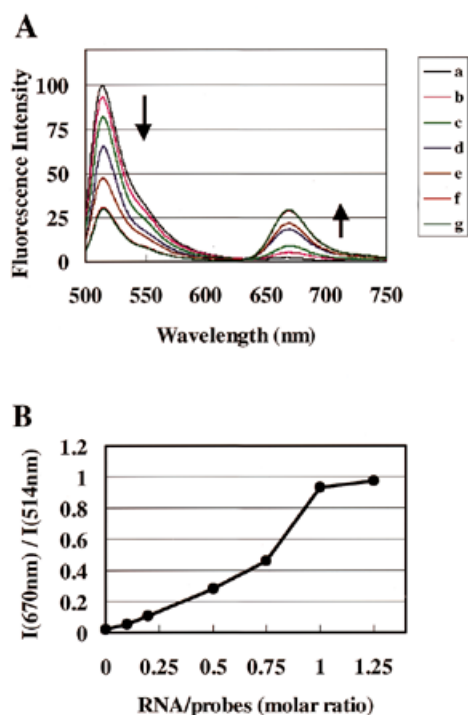 A
Fluorescence Intensity
100
75
50
25
0
500 550 600 650 700 750
Wavelength (nm)
a
b
c
d
e
f
g
B
I(670nm) / I(514nm)
1.2
1
0.8
0.6
0.4
0.2
0
0 0.25 0.5 0.75 1 1.25
RNA/probes (molar ratio)